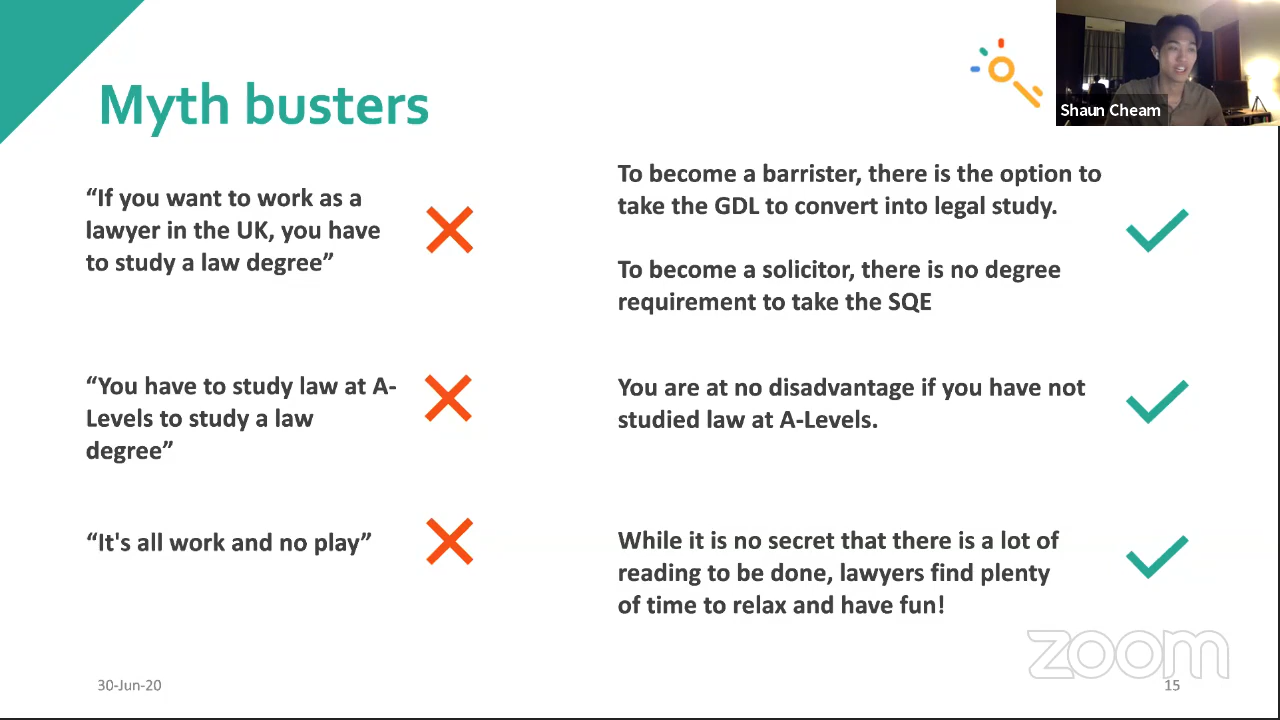 Myth busters
Shaun Cheam
“If you want to work as a
lawyer in the UK, you have
to study a law degree”
To become a barrister, there is the option to
take the GDL to convert into legal study.
To become a solicitor, there is no degree
requirement to take the SQE
“You have to study law at A-
Levels to study a law
degree”
You are at no disadvantage if you have not
studied law at A-Levels.
“It's all work and no play”
While it is no secret that there is a lot of
reading to be done, lawyers find plenty
of time to relax and have fun!
zoom
30-Jun-20
15